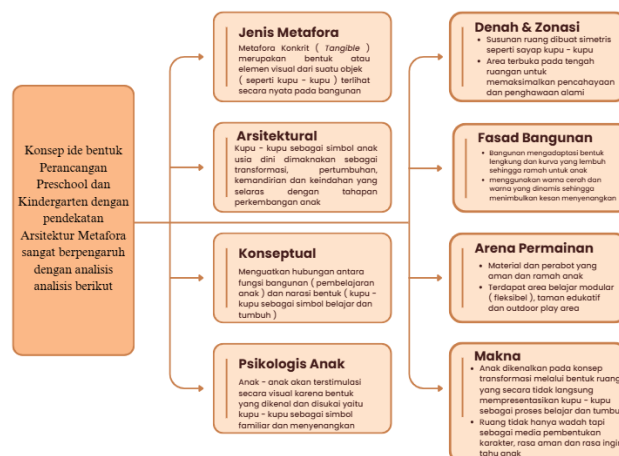 Konsep ide bentuk
Perancangan
Preschool dan
Kindergarten dengan
pendekatan
Arsitektur Metafora
sangat berpengaruh
dengan analisis
analisis berikut
Jenis Metafora
Metafora Konkrit ( Tangible )
merupakan bentuk atau
elemen visual dari suatu objek
( seperti kupu - kupu ) terlihat
secara nyata pada bangunan
Arsitektural
Kupu - kupu sebagai simbol anak
usia dini dimaknakan sebagai
transformasi, pertumbuhan,
kemandirian dan keindahan yang
selaras dengan tahapan
perkembangan anak
Konseptual
Menguatkan hubungan antara
fungsi bangunan ( pembelajaran
anak ) dan narasi bentuk ( kupu -
kupu sebagai simbol belajar dan
tumbuh )
Psikologis Anak
Anak - anak akan terstimulasi
secara visual karena bentuk
yang dikenal dan disukai yaitu
kupu - kupu sebagai simbol
familiar dan menyenangkan
Denah & Zonasi
• Susunan ruang dibuat simetris
seperti sayap kupu - kupu
• Area terbuka pada tengah
ruangan untuk
memaksimalkan pencahayaan
dan penghawaan alami
Fasad Bangunan
• Bangunan mengadaptasi bentuk
lengkung dan kurva yang lembuh
sehingga ramah untuk anak
• menggunakan warna cerah dan
warna yang dinamis sehingga
menimbulkan kesan menyenangkan
Arena Permainan
• Material dan perabot yang
aman dan ramah anak
• Terdapat area belajar modular
( fleksibel ), taman edukatif
dan outdoor play area
Makna
• Anak dikenalkan pada konsep
transformasi melalui bentuk ruang
yang secara tidak langsung
mempresentasikan kupu - kupu
sebagai proses belajar dan tumbu
• Ruang tidak hanya wadah tapi
sebagai media pembentukan
karakter, rasa aman dan rasa ingin
tahu anak